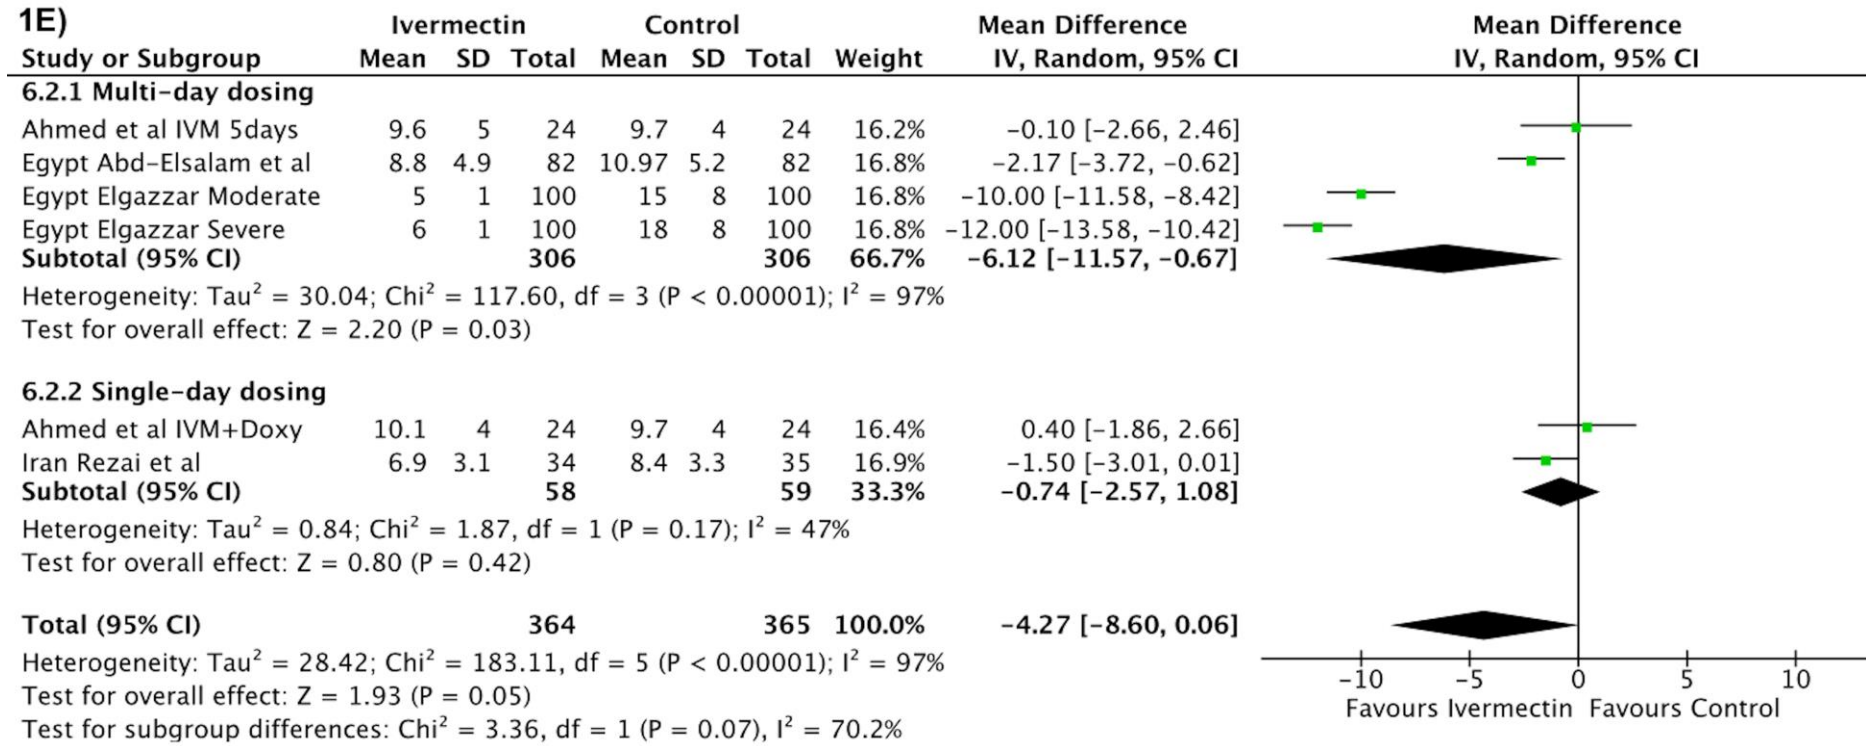 1E)
Ivermectin Control Mean Difference Mean Difference
Study or Subgroup Mean SD Total Mean SD Total Weight IV, Random, 95% CI IV, Random, 95% CI
6.2.1 Multi-day dosing
Ahmed et al IVM 5days 9.6 5 24 9.7 4 24 16.2% -0.10 [-2.66, 2.46]
Egypt Abd-Elsalam et al 8.8 4.9 82 10.97 5.2 82 16.8% -2.17 [-3.72, -0.62]
Egypt Elgazzar Moderate 5 1 100 15 8 100 16.8% -10.00 [-11.58, -8.42]
Egypt Elgazzar Severe 6 1 100 18 8 100 16.8% -12.00 [-13.58, -10.42]
Subtotal (95% CI) 306 306 66.7% -6.12 [-11.57, -0.67]
Heterogeneity: Tau² = 30.04; Chi² = 117.60, df = 3 (P < 0.00001); I² = 97%
Test for overall effect: Z = 2.20 (P = 0.03)
6.2.2 Single-day dosing
Ahmed et al IVM+Doxy 10.1 4 24 9.7 4 24 16.4% 0.40 [-1.86, 2.66]
Iran Rezai et al 6.9 3.1 34 8.4 3.3 35 16.9% -1.50 [-3.01, 0.01]
Subtotal (95% CI) 58 59 33.3% -0.74 [-2.57, 1.08]
Heterogeneity: Tau² = 0.84; Chi² = 1.87, df = 1 (P = 0.17); I² = 47%
Test for overall effect: Z = 0.80 (P = 0.42)
Total (95% CI) 364 365 100.0% -4.27 [-8.60, 0.06]
Heterogeneity: Tau² = 28.42; Chi² = 183.11, df = 5 (P < 0.00001); I² = 97%
Test for overall effect: Z = 1.93 (P = 0.05)
Test for subgroup differences: Chi² = 3.36, df = 1 (P = 0.07), I² = 70.2%
-10 -5 0 5 10
Favours Ivermectin Favours Control